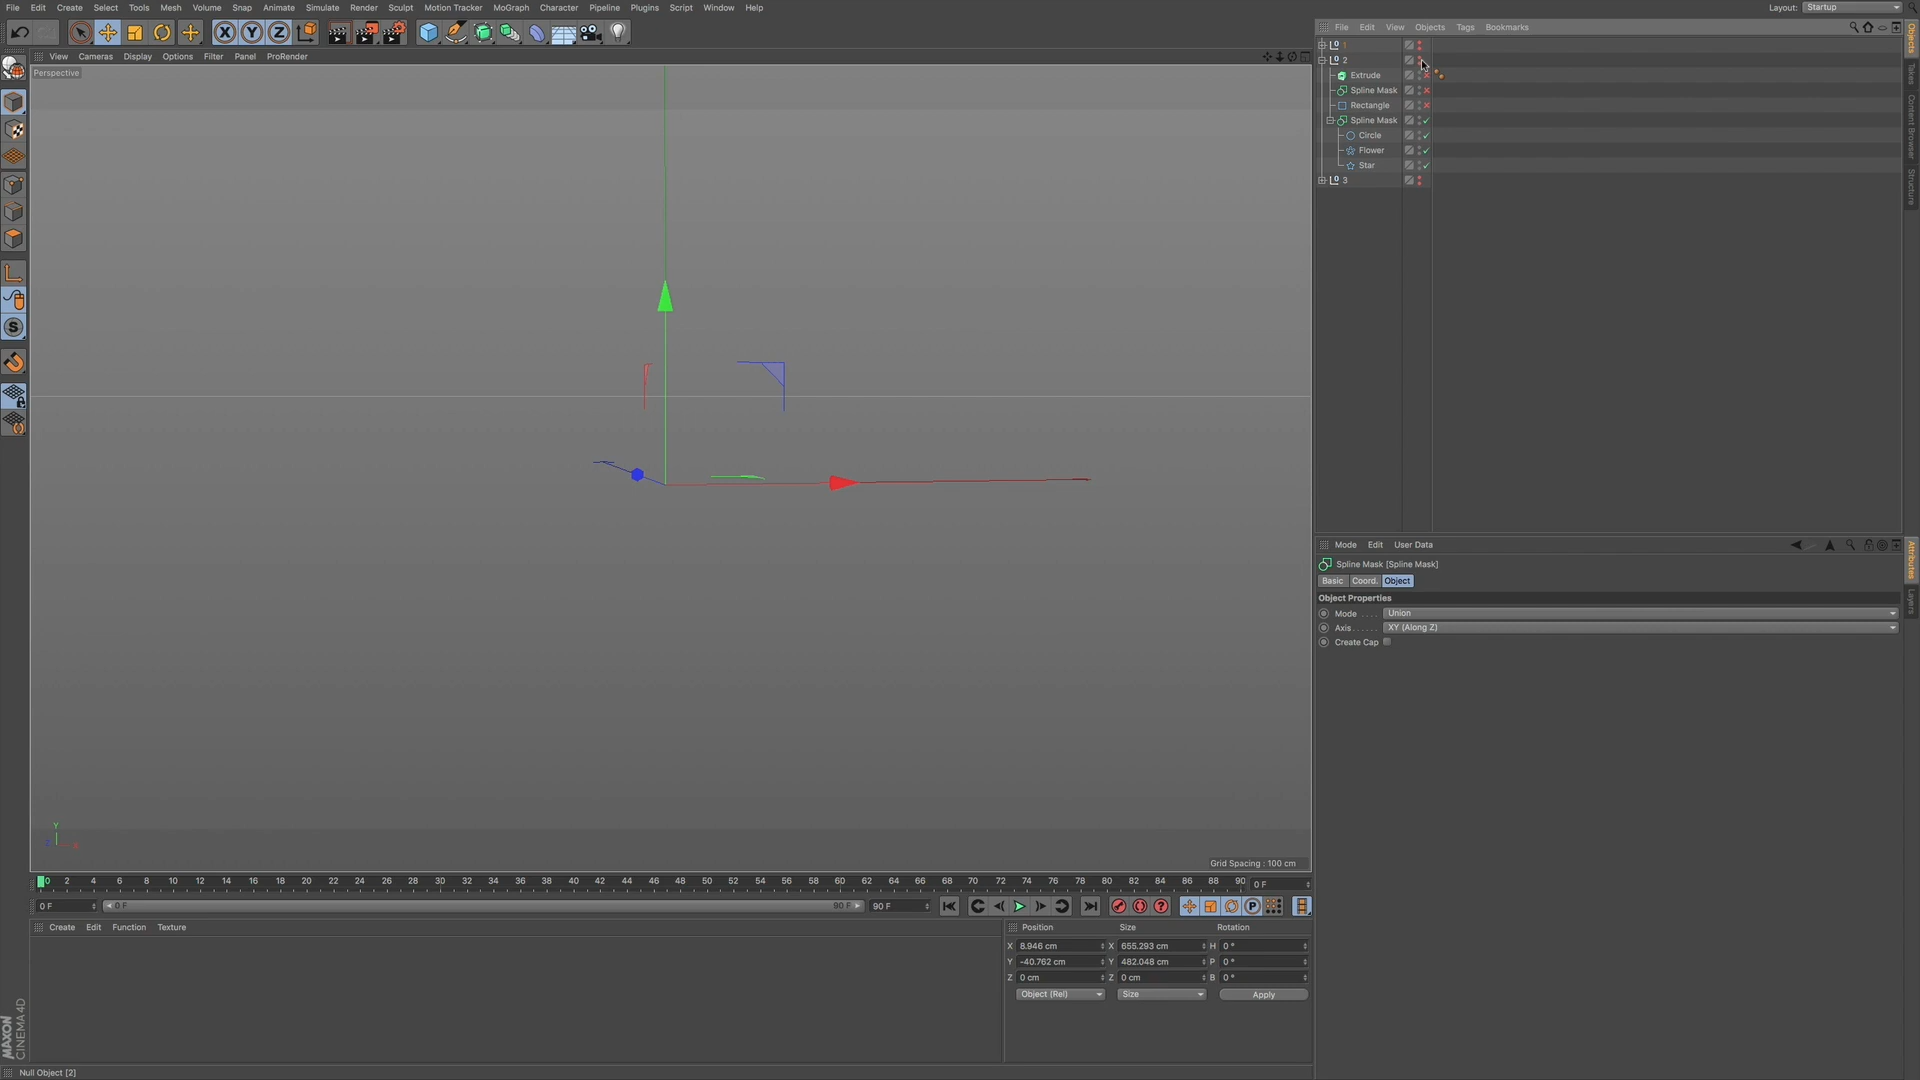 File Edit Create Select Tools Mesh Volume Snap Animate Simulate Render Sculpt Motion Tracker MoGraph Character Pipeline Plugins Script Window Help
Layout: Startup
X Y Z
File Edit View Objects Tags Bookmarks
View Cameras Display Options Filter Panel ProRender
Perspective
1
2
Extrude
Spline Mask
Rectangle
Spline Mask
Circle
Flower
Star
3
Objects
Takes
Content Browser
Structure
S
Mode Edit User Data
Spline Mask [Spline Mask]
Basic Coord. Object
Object Properties
Mode Union
Axis XY (Along Z)
Create Cap
Attributes
Layers
Y
Z X
Grid Spacing : 100 cm
0 2 4 6 8 10 12 14 16 18 20 22 24 26 28 30 32 34 36 38 40 42 44 46 48 50 52 54 56 58 60 62 64 66 68 70 72 74 76 78 80 82 84 86 88 90 0 F
0 F 0 F 90 F 90 F
P
Create Edit Function Texture
Position Size Rotation
X 8.946 cm X 655.293 cm H 0 °
Y -40.762 cm Y 482.048 cm P 0 °
Z 0 cm Z 0 cm B 0 °
Object (Rel) Size Apply
MAXON
CINEMA 4D
Null Object [2]